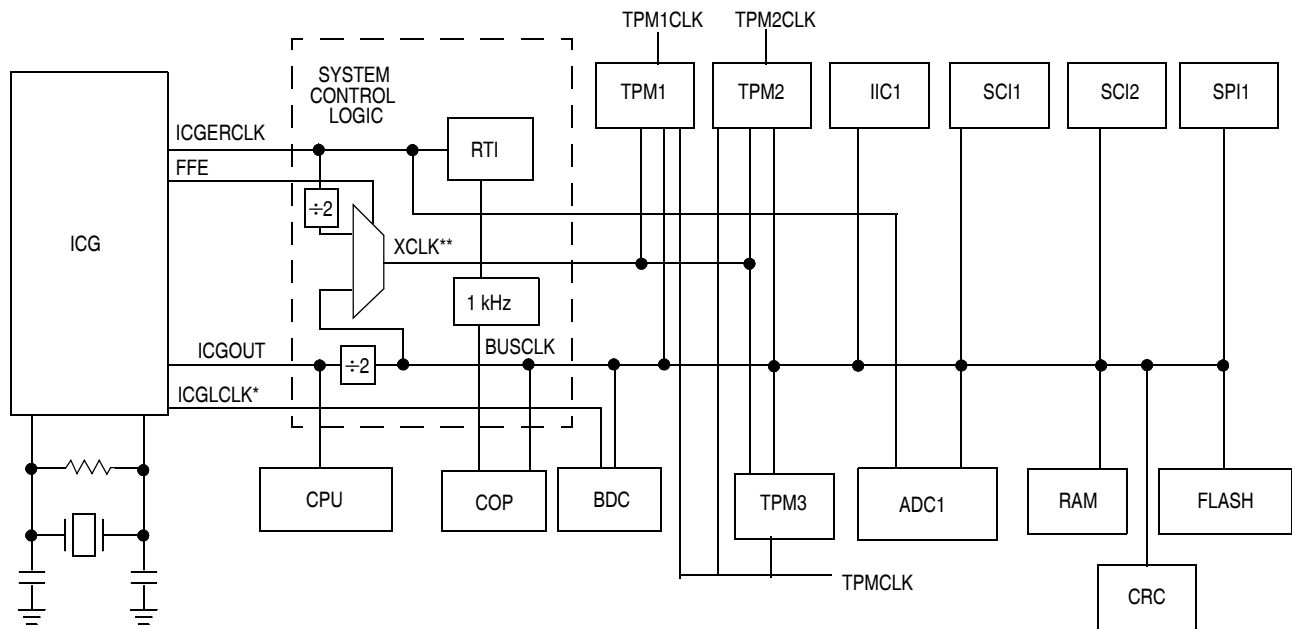 TPM1CLK
TPM2CLK
SYSTEM
CONTROL
LOGIC
TPM1
TPM2
IIC1
SCI1
SCI2
SPI1
ICGERCLK
RTI
FFE
÷2
ICG
XCLK**
1 kHz
ICGOUT
÷2
BUSCLK
ICGLCLK*
CPU
COP
BDC
TPM3
ADC1
RAM
FLASH
TPMCLK
CRC